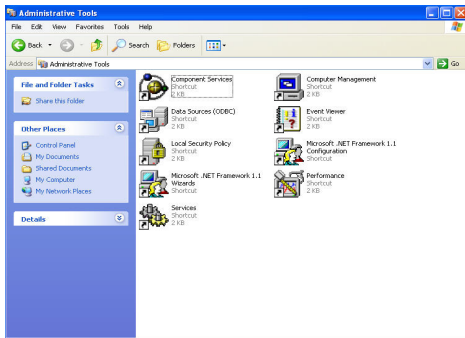 Administrative Tools
File Edit View Favorites Tools Help
Back Search Folders
Address Administrative Tools Go
File and Folder Tasks
Share this folder
Other Places
Control Panel
My Documents
Shared Documents
My Computer
My Network Places
Details
Component Services
Shortcut
2 KB
Computer Management
Shortcut
2 KB
Data Sources (ODBC)
Shortcut
2 KB
Event Viewer
Shortcut
2 KB
Local Security Policy
Shortcut
2 KB
Microsoft .NET Framework 1.1
Configuration
Shortcut
Microsoft .NET Framework 1.1
Wizards
Shortcut
Performance
Shortcut
2 KB
Services
Shortcut
2 KB